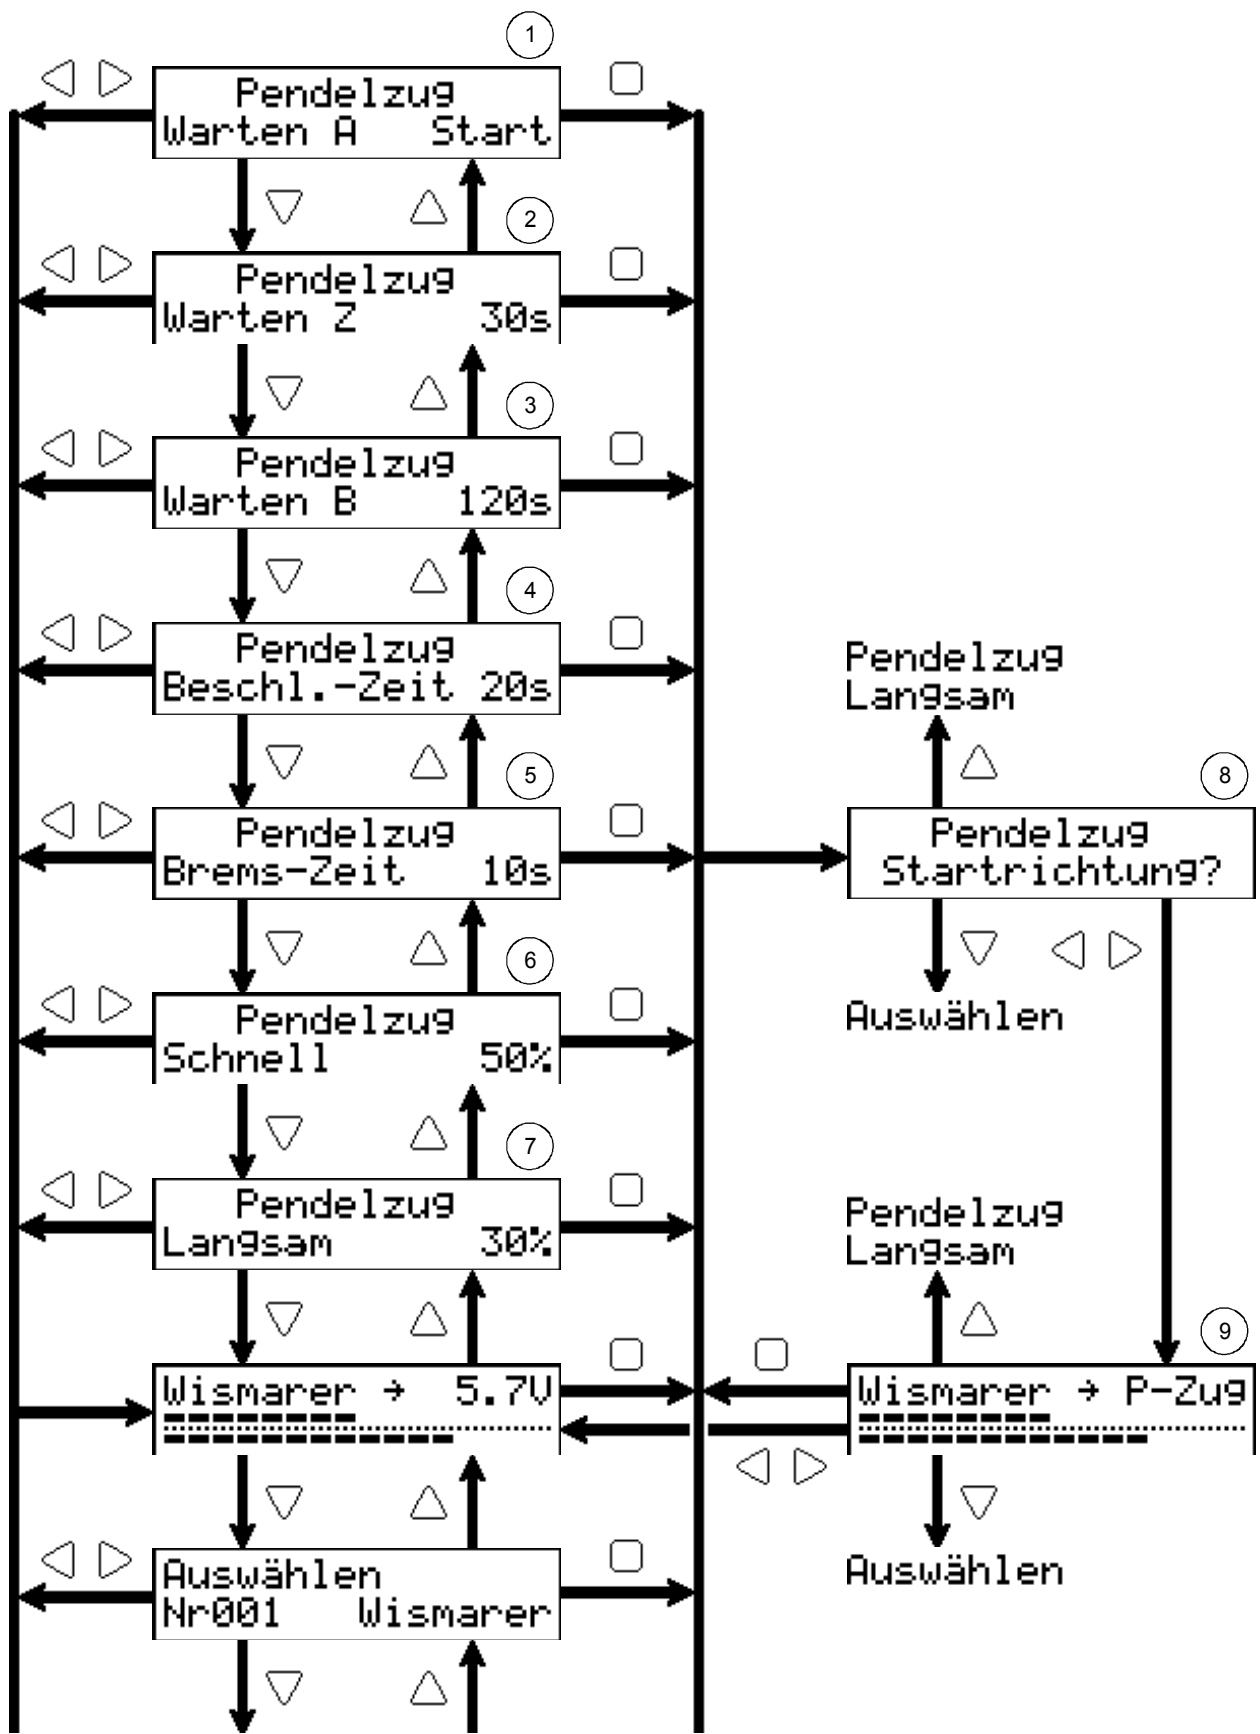 1
Pendelzug
Warten A Start
2
Pendelzug
Warten Z 30s
3
Pendelzug
Warten B 120s
4
Pendelzug
Beschl.-Zeit 20s
5
Pendelzug
Brems-Zeit 10s
6
Pendelzug
Schnell 50%
7
Pendelzug
Langsam 30%
Wismarer → 5.7V
Auswählen
Nr001 Wismarer
Pendelzug
Langsam
8
Pendelzug
Startrichtung?
Auswählen
Pendelzug
Langsam
9
Wismarer → P-Zug
Auswählen